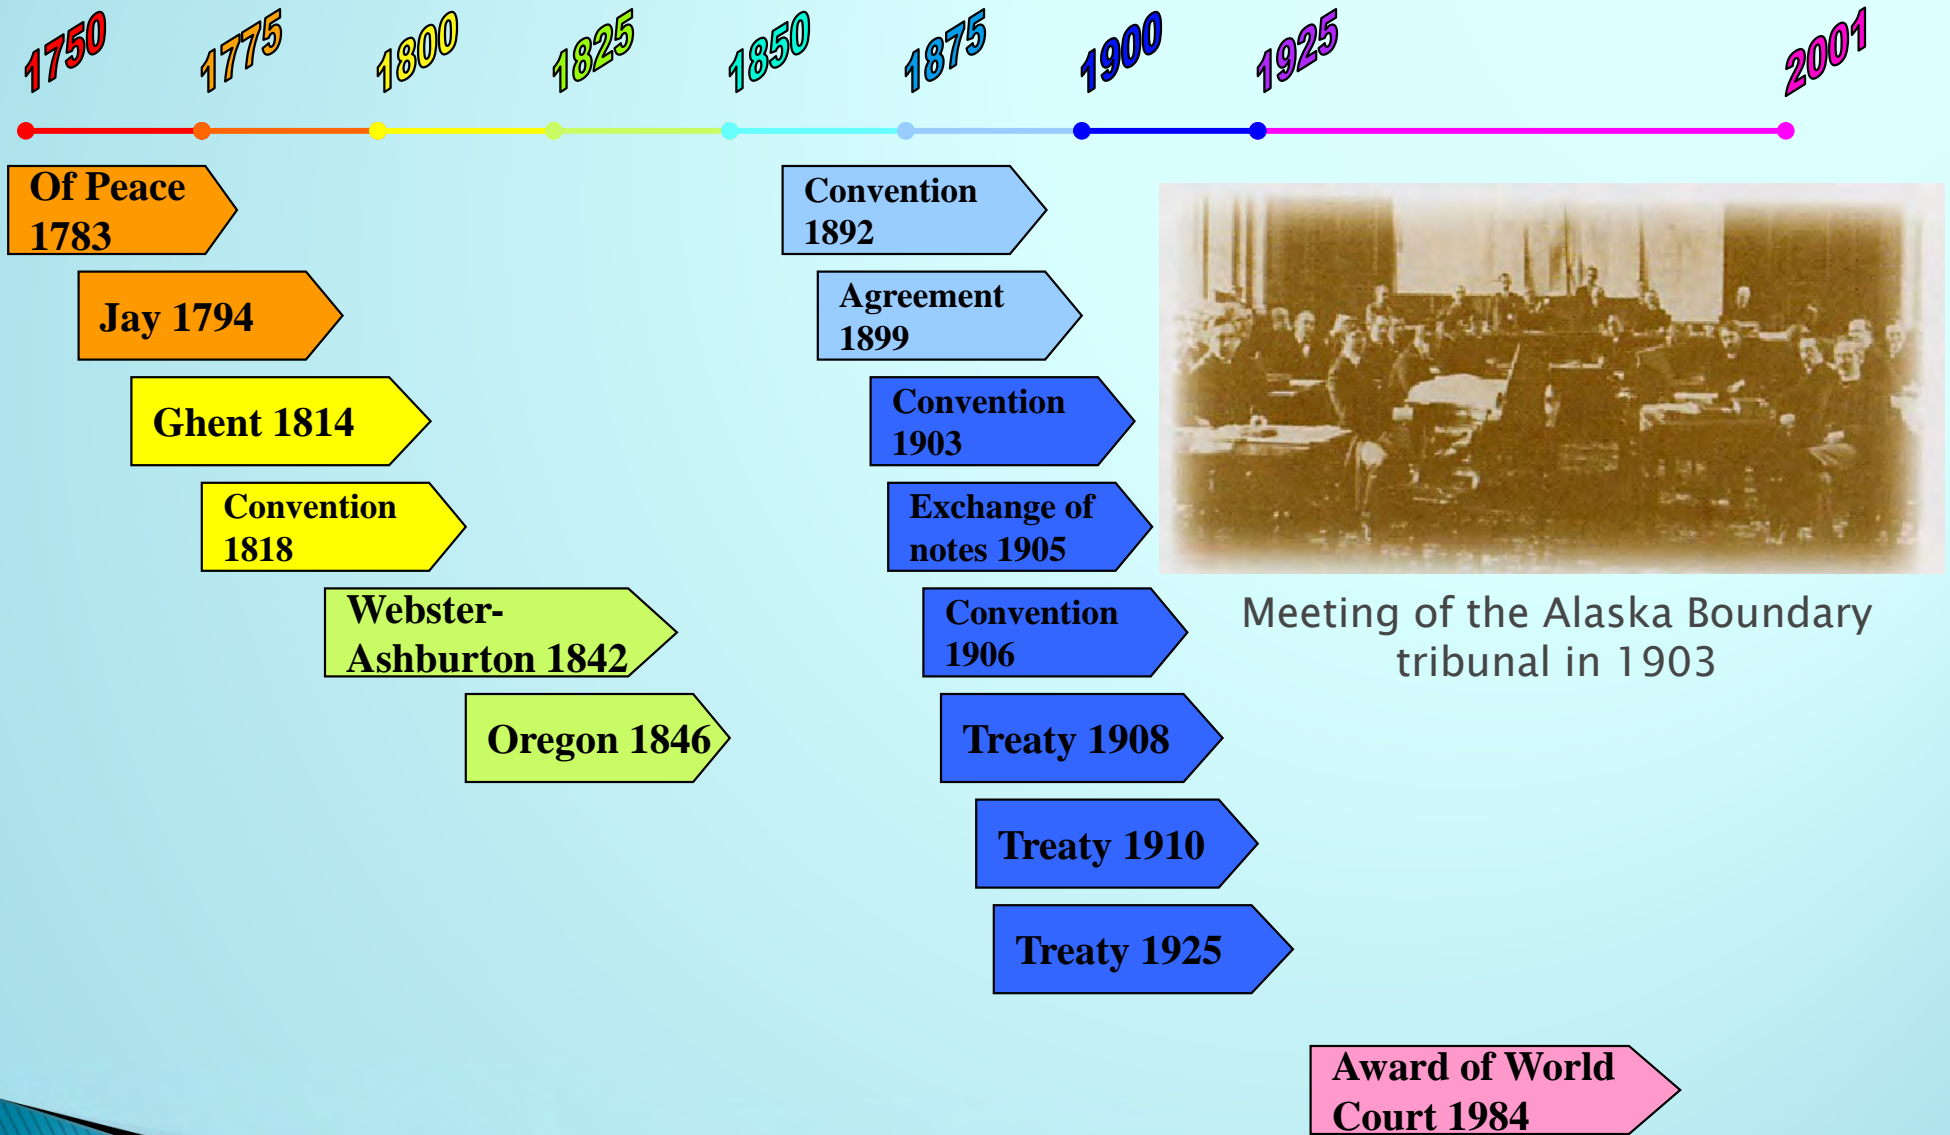 1750
1775
1800
1825
1850
1875
1900
1925
2001
Of Peace
1783
Jay 1794
Ghent 1814
Convention
1818
Webster-
Ashburton 1842
Oregon 1846
Convention
1892
Agreement
1899
Convention
1903
Exchange of
notes 1905
Convention
1906
Treaty 1908
Treaty 1910
Treaty 1925
Award of World
Court 1984
Meeting of the Alaska Boundary
tribunal in 1903